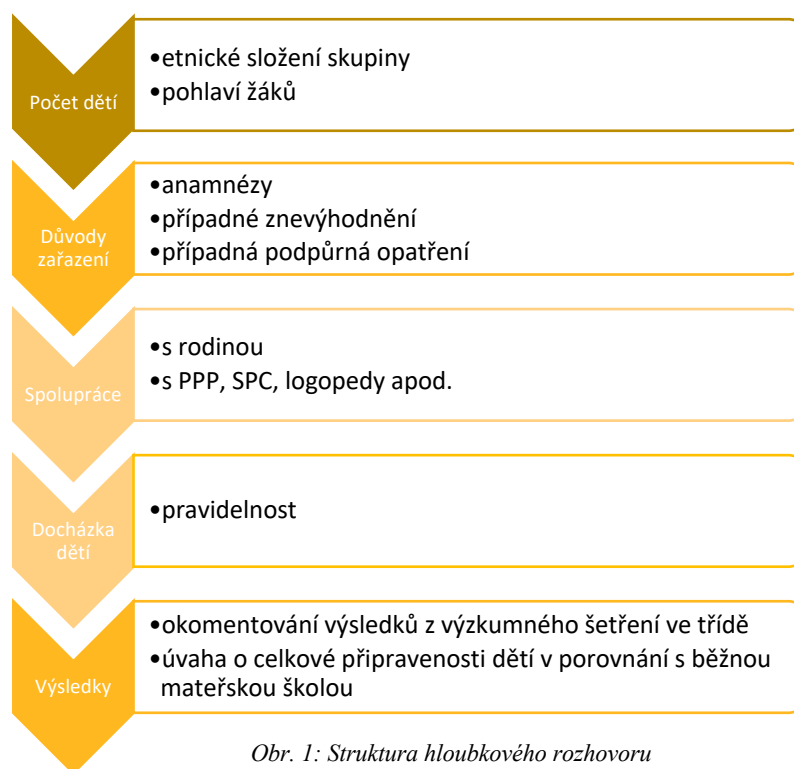 Počet dětí
•etnické složení skupiny
•pohlaví žáků
Důvody
zařazení
•anamnézy
•případné znevýhodnění
•případná podpůrná opatření
Spolupráce
•s rodinou
•s PPP, SPC, logopedy apod.
Docházka
dětí
•pravidelnost
Výsledky
•okomentování výsledků z výzkumného šetření ve třídě
•úvaha o celkové připravenosti dětí v porovnání s běžnou
mateřskou školou
Obr. 1: Struktura hloubkového rozhovoru